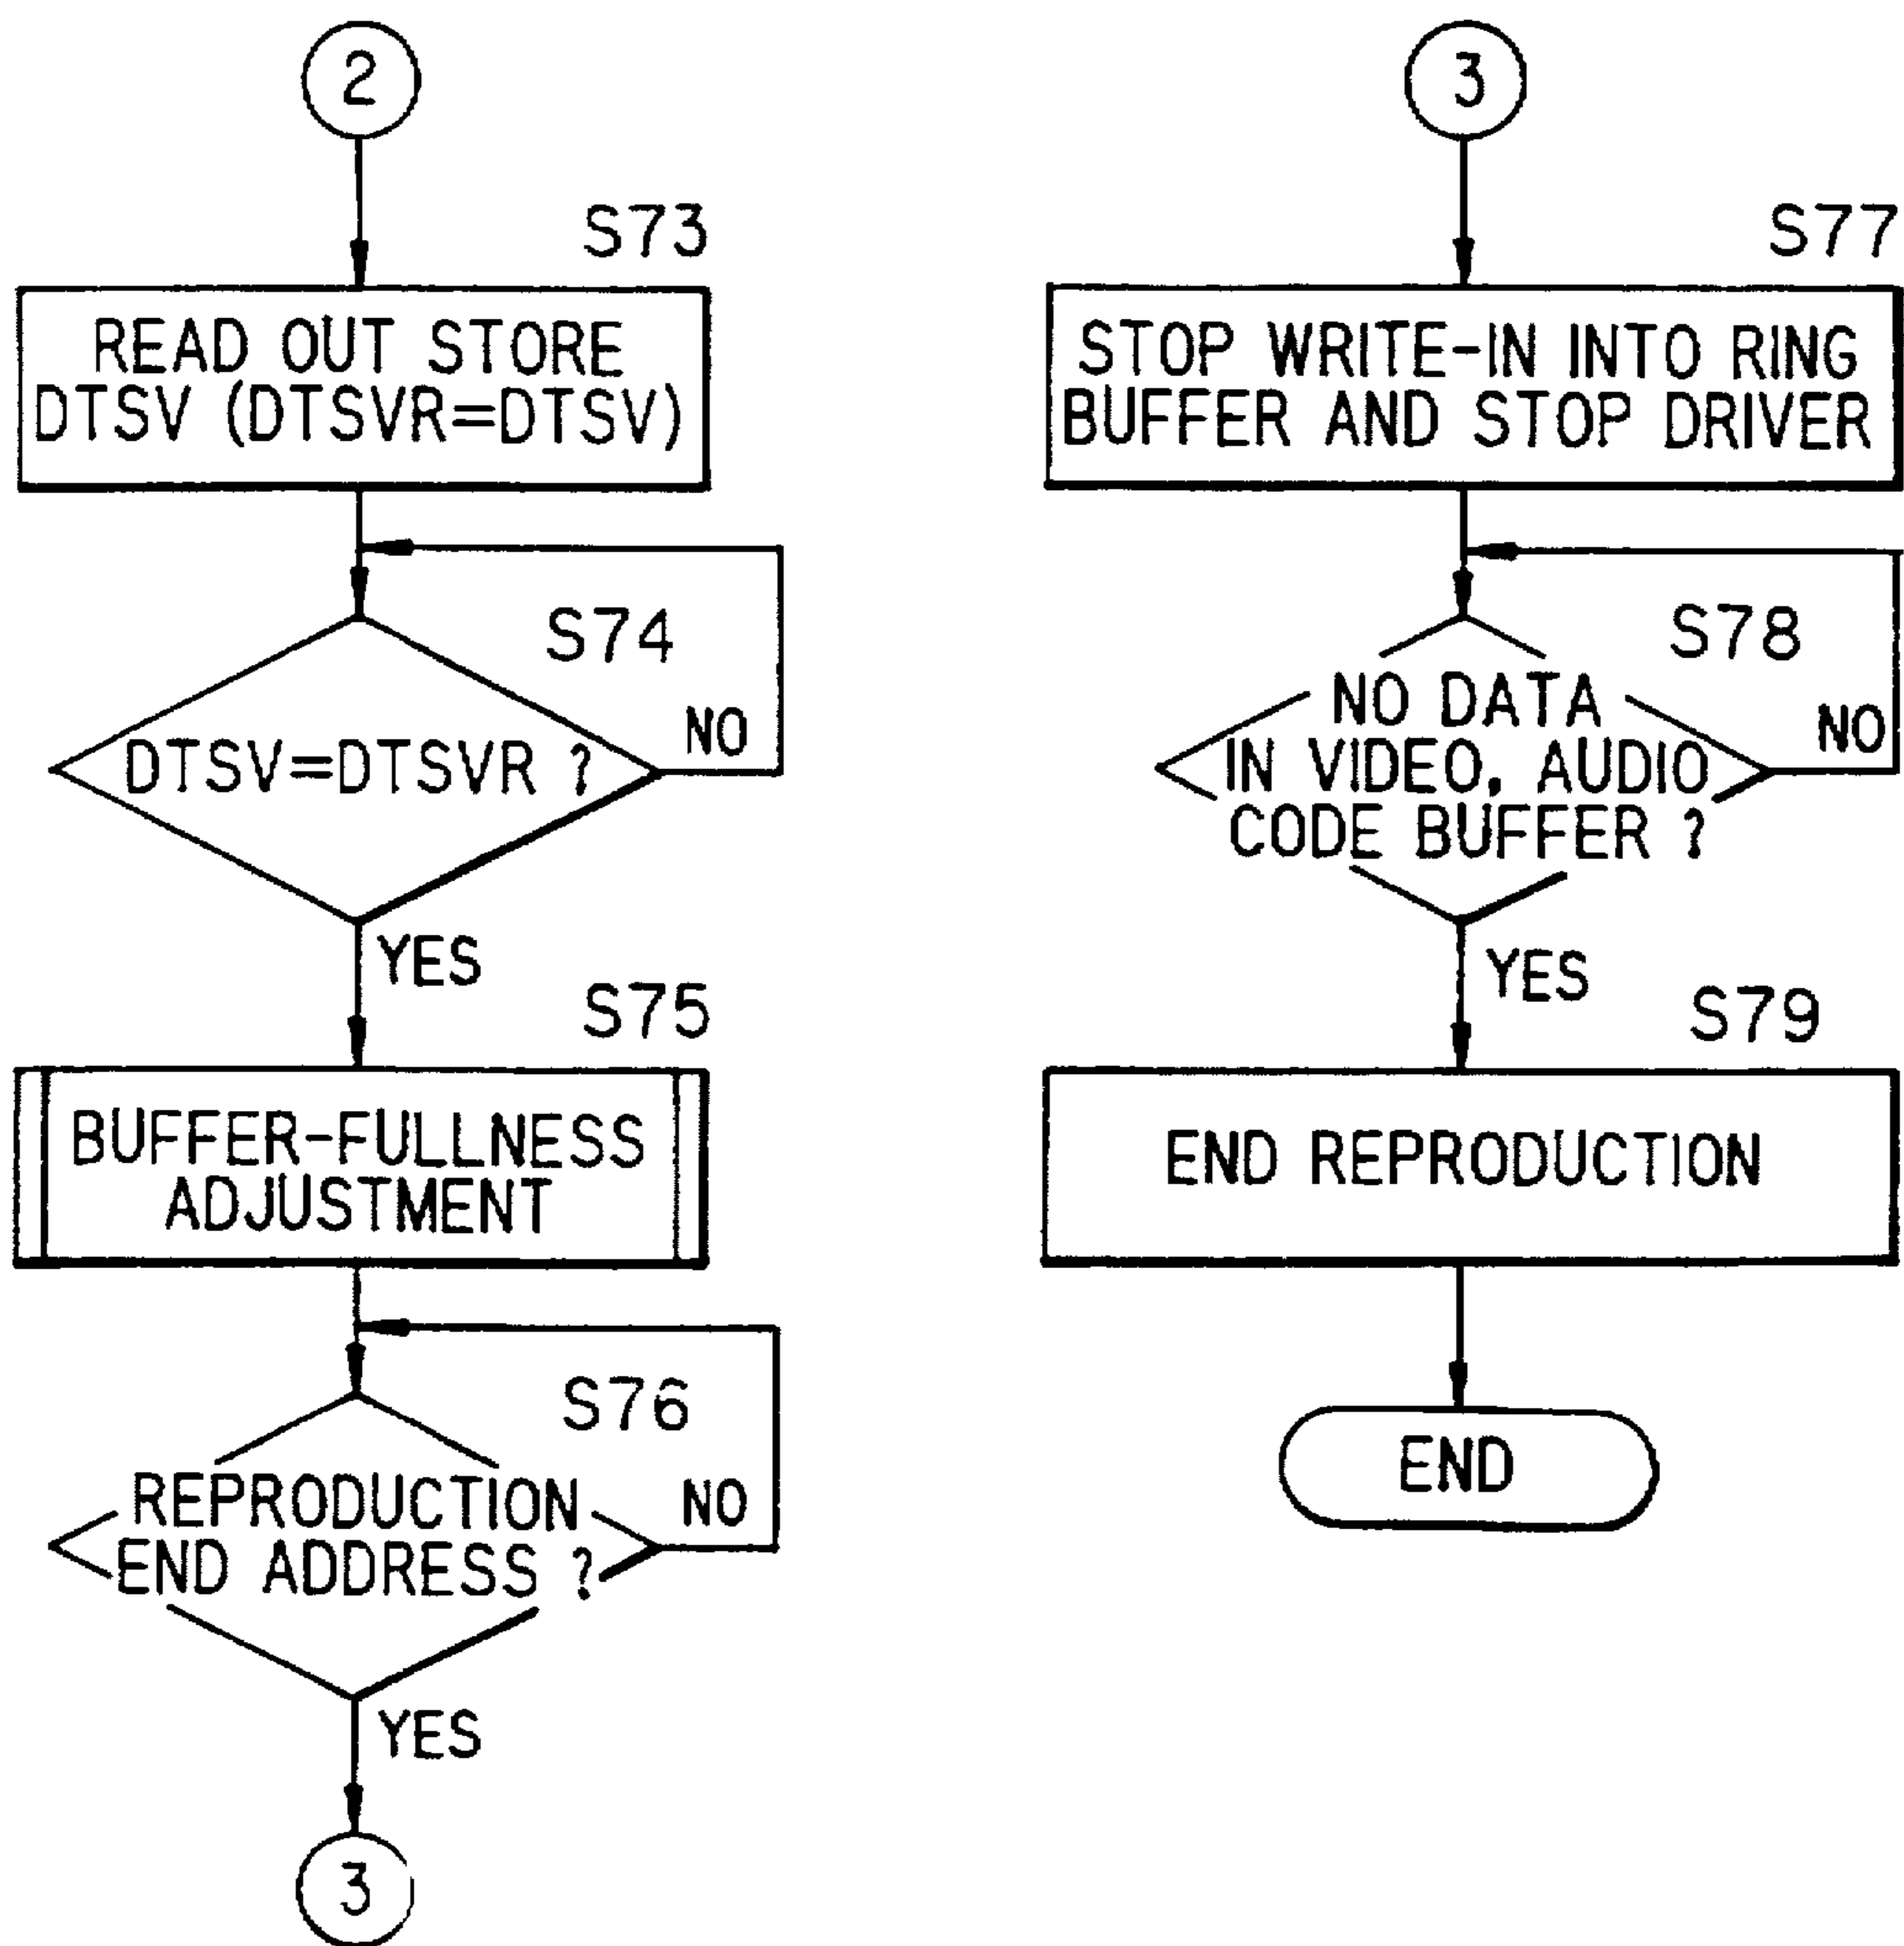 2
S73
READ OUT STORE
DTSV (DTSVR=DTSV)
S74
DTSV=DTSVR ?
NO
YES
S75
BUFFER-FULLNESS
ADJUSTMENT
S76
REPRODUCTION
END ADDRESS ?
NO
YES
3
3
S77
STOP WRITE-IN INTO RING
BUFFER AND STOP DRIVER
S78
NO DATA
IN VIDEO, AUDIO
CODE BUFFER ?
NO
YES
S79
END REPRODUCTION
END